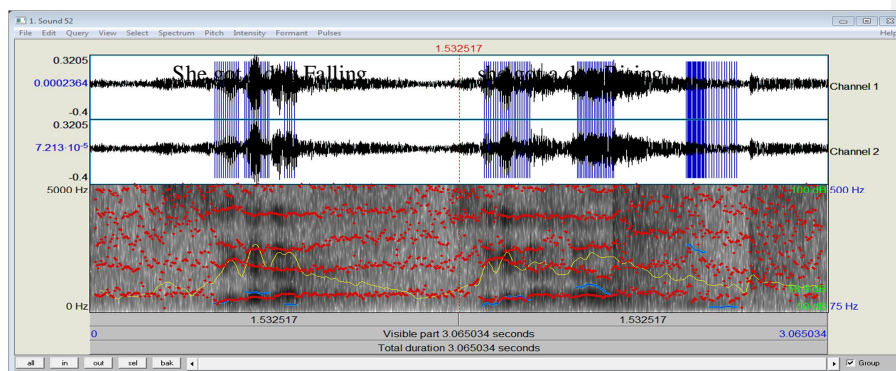 1. Sound 52
File Edit Query View Select Spectrum Pitch Intensity Formant Pulses Help
1.532517
She got Falling she got a Rising
0.3205
0.0002364
-0.4
Channel 1
0.3205
7.213·10-5
-0.4
Channel 2
5000 Hz
100 dB
500 Hz
0 Hz
75 Hz
1.532517 1.532517
0 Visible part 3.065034 seconds 3.065034
Total duration 3.065034 seconds
all in out sel bak Group